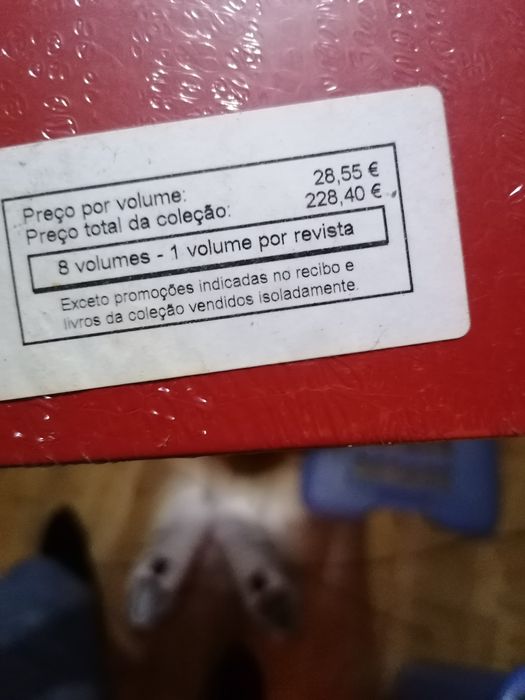 Preço por volume: 28,55 €
Preço total da coleção: 228,40 €
8 volumes - 1 volume por revista
Exceto promoções indicadas no recibo e
livros da coleção vendidos isoladamente.